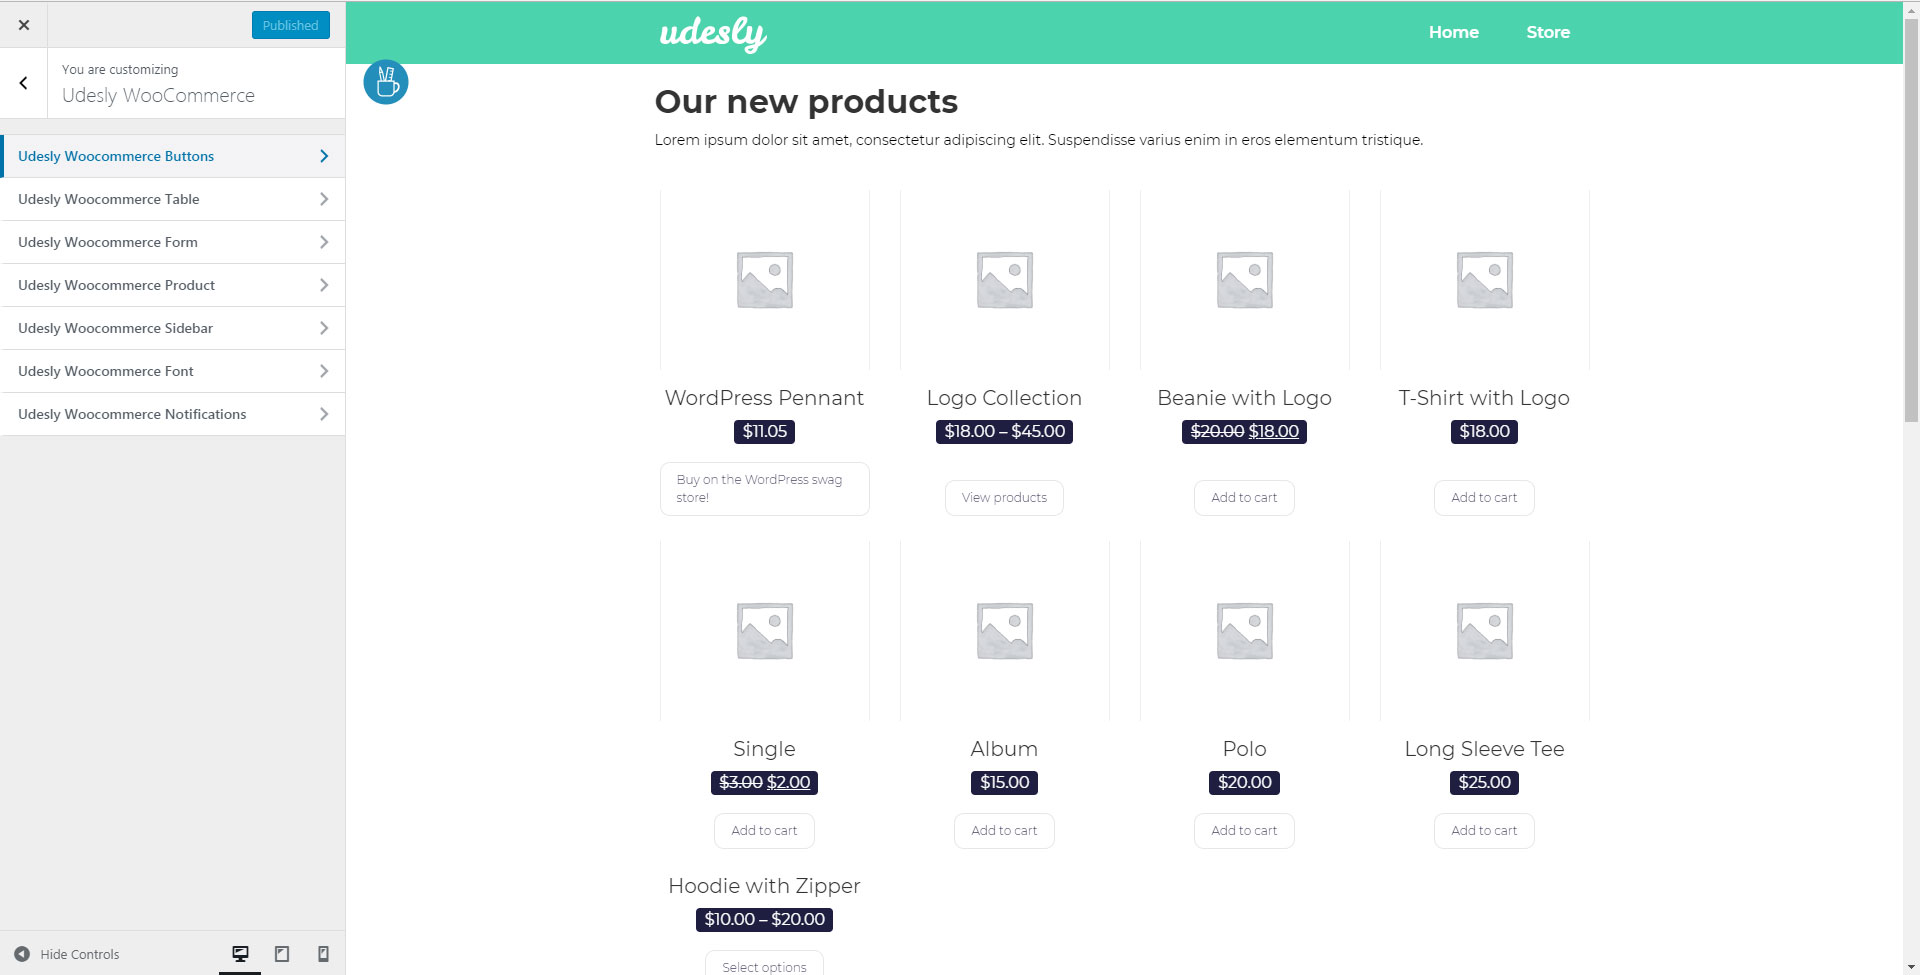 Published
You are customizing
Udesly WooCommerce
Udesly Woocommerce Buttons
Udesly Woocommerce Table
Udesly Woocommerce Form
Udesly Woocommerce Product
Udesly Woocommerce Sidebar
Udesly Woocommerce Font
Udesly Woocommerce Notifications
Hide Controls
udesly
Home Store
Our new products
Lorem ipsum dolor sit amet, consectetur adipiscing elit. Suspendisse varius enim in eros elementum tristique.
WordPress Pennant
$11.05
Buy on the WordPress swag
store!
Logo Collection
$18.00 – $45.00
View products
Beanie with Logo
$20.00 $18.00
Add to cart
T-Shirt with Logo
$18.00
Add to cart
Single
$3.00 $2.00
Add to cart
Album
$15.00
Add to cart
Polo
$20.00
Add to cart
Long Sleeve Tee
$25.00
Add to cart
Hoodie with Zipper
$10.00 – $20.00
Select options